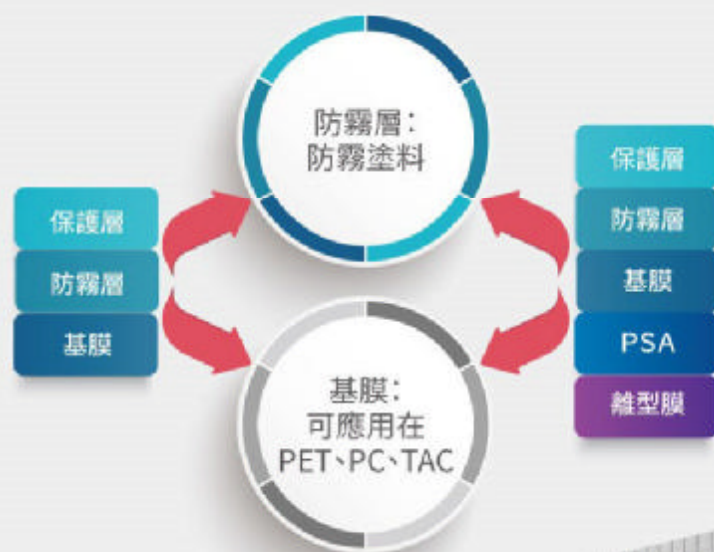 防霧層：
防霧塗料
保護層
防霧層
基膜
保護層
防霧層
基膜
PSA
離型膜
基膜：
可應用在
PET、PC、TAC